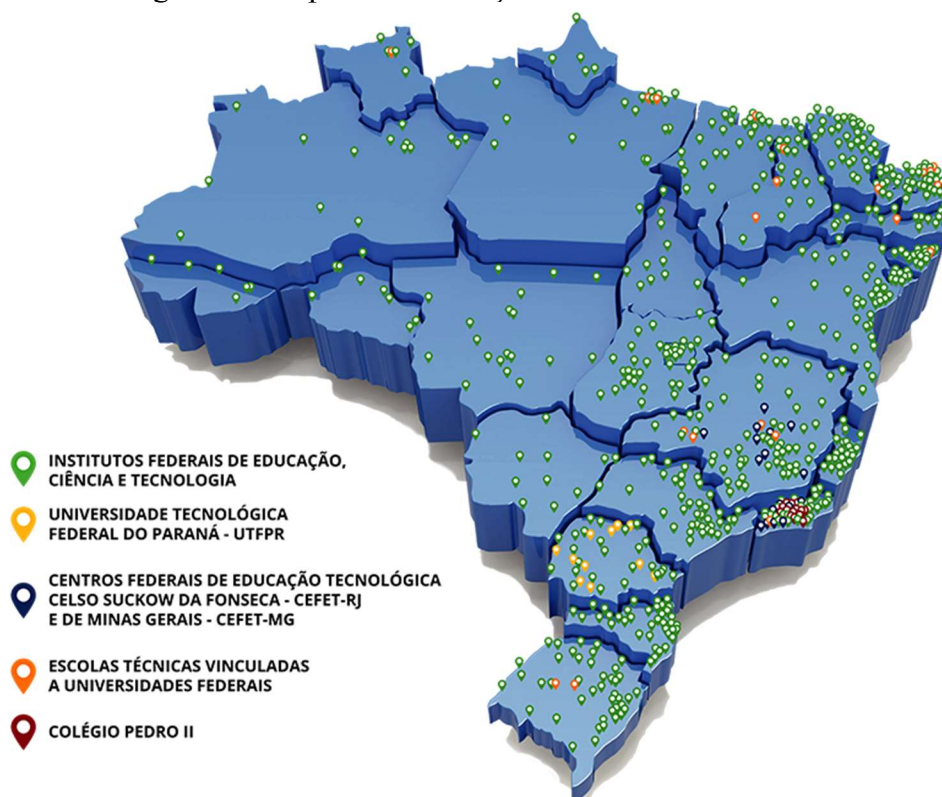 INSTITUTOS FEDERAIS DE EDUCAÇÃO,
CIÊNCIA E TECNOLOGIA
UNIVERSIDADE TECNOLÓGICA
FEDERAL DO PARANÁ - UTFPR
CENTROS FEDERAIS DE EDUCAÇÃO TECNOLÓGICA
CELSO SUCKOW DA FONSECA - CEFET-RJ
E DE MINAS GERAIS - CEFET-MG
ESCOLAS TÉCNICAS VINCULADAS
A UNIVERSIDADES FEDERAIS
COLÉGIO PEDRO II